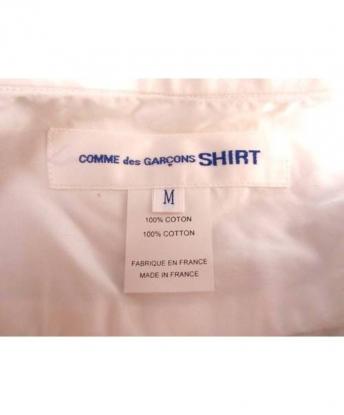 COMME des GARÇONS SHIRT
M
100% COTON
100% COTTON
FABRIQUE EN FRANCE
MADE IN FRANCE